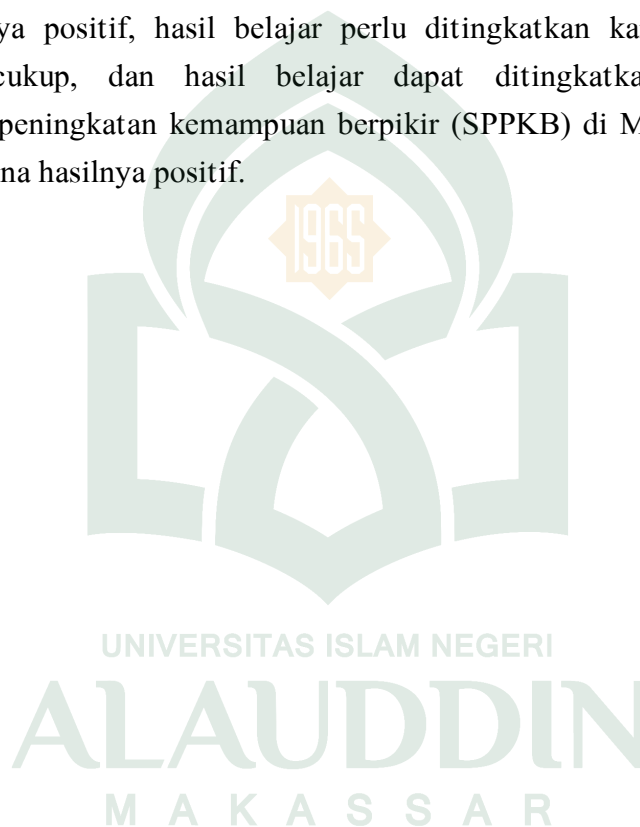 ya positif, hasil belajar perlu ditingkatkan ka
cukup, dan hasil belajar dapat ditingkatka
peningkatan kemampuan berpikir (SPPKB) di M
na hasilnya positif.
1965
UNIVERSITAS ISLAM NEGERI
ALAUDDIN
MAKASSAR